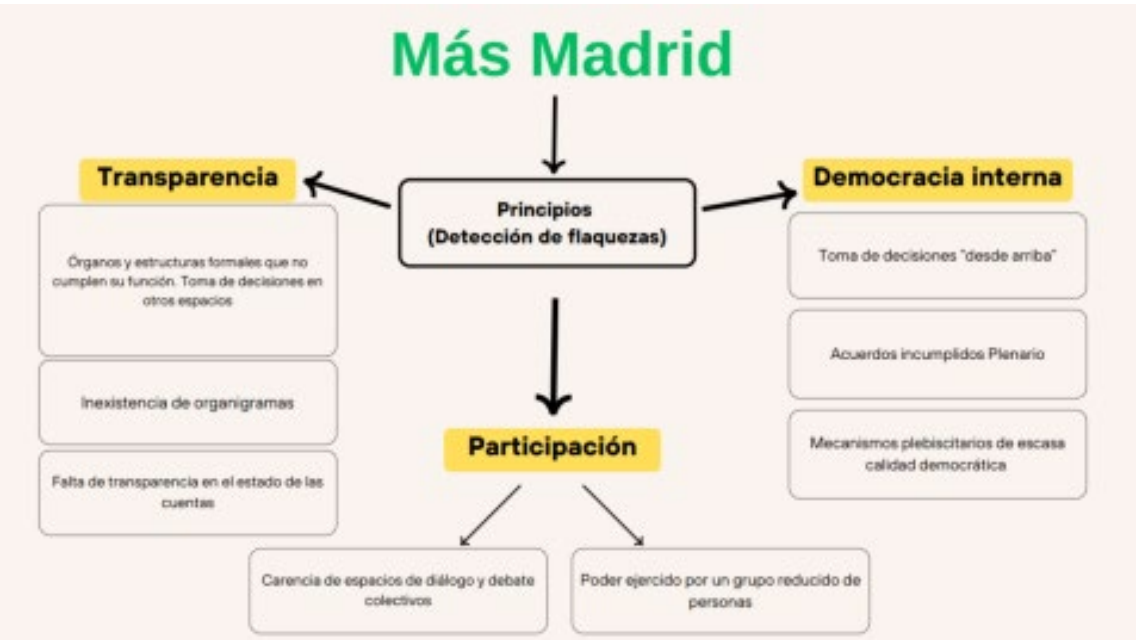 Más Madrid
Principios
(Detección de flaquezas)
Transparencia
Órganos y estructuras formales que no
cumplen su función. Toma de decisiones en
otros espacios
Inexistencia de organigramas
Falta de transparencia en el estado de las
cuentas
Participación
Carencia de espacios de diálogo y debate
colectivos
Poder ejercido por un grupo reducido de
personas
Democracia interna
Toma de decisiones "desde arriba"
Acuerdos incumplidos Plenario
Mecanismos plebiscitarios de escasa
calidad democrática